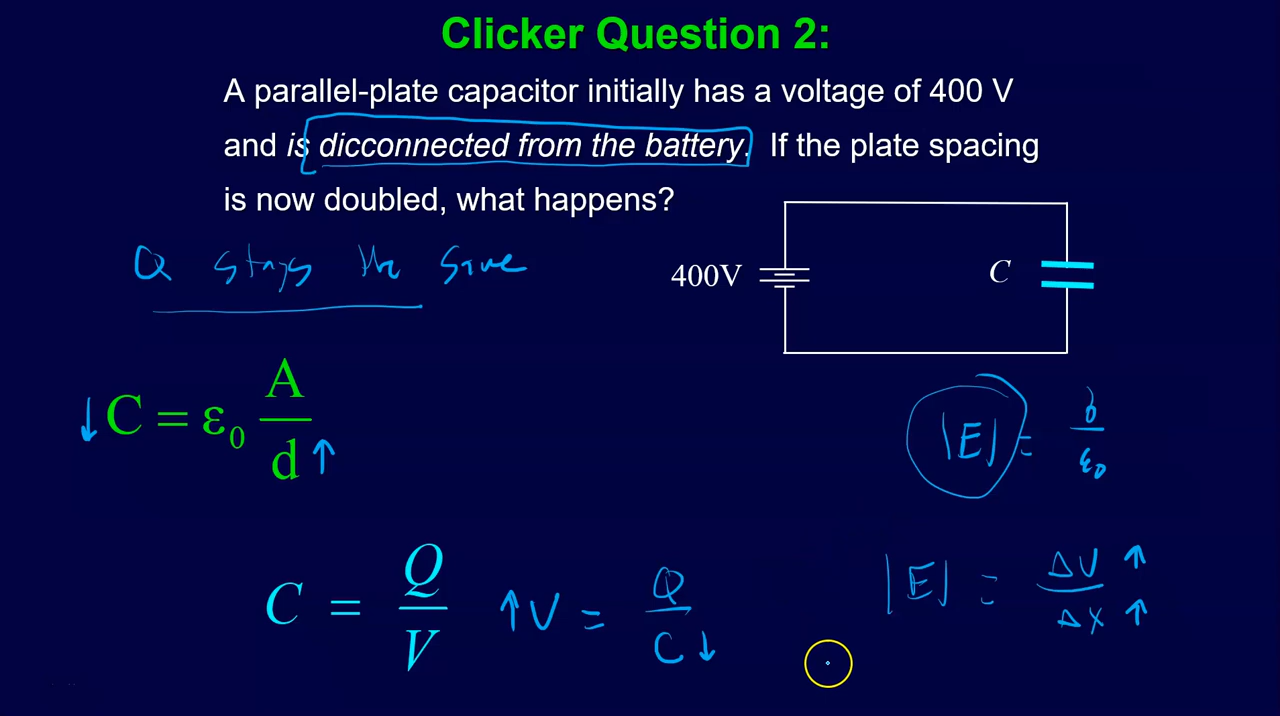 Clicker Question 2:
A parallel-plate capacitor initially has a voltage of 400 V
and is dicconnected from the battery. If the plate spacing
is now doubled, what happens?
Q stays the same
400V
C
↓ C = ε₀ A/d ↑
|E| = σ/ε₀
C = Q/V
↑ V = Q/C ↓
|E| = ΔV ↑/Δx ↑